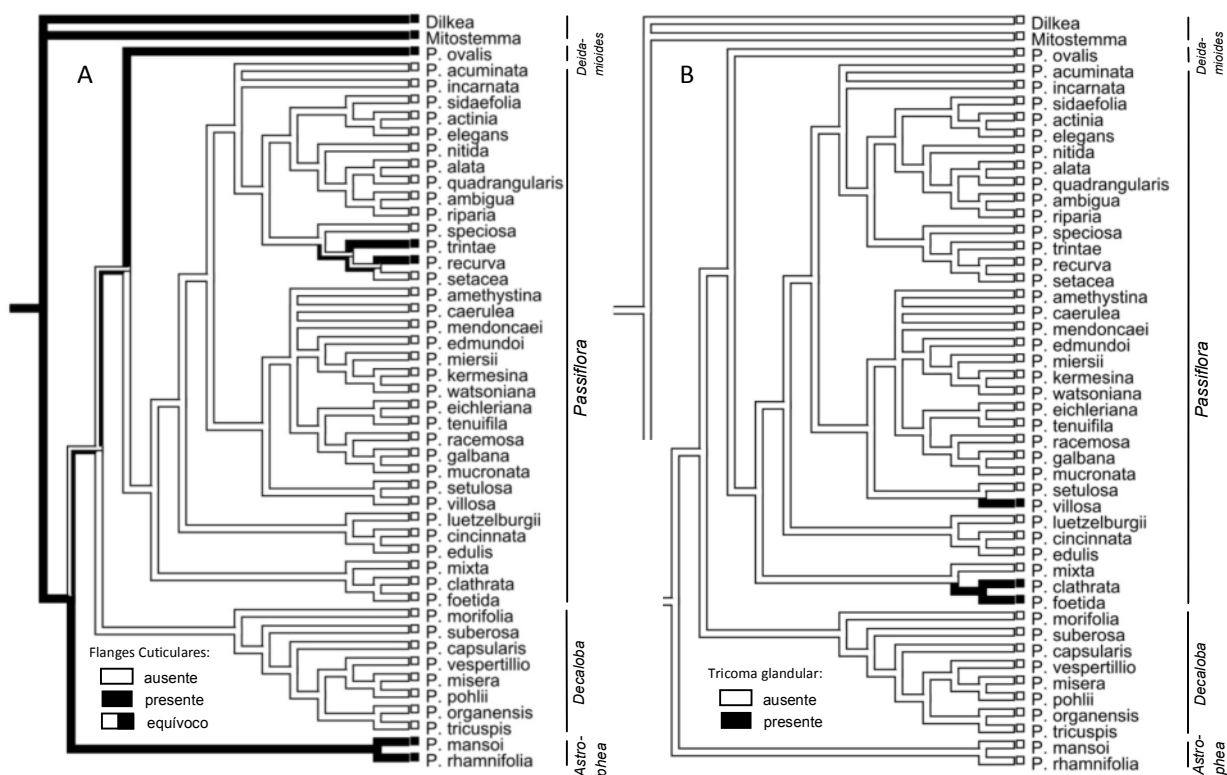 A
Dilkea
Mitostemma
P. ovalis
P. acuminata
P. incarnata
P. sidaefolia
P. actinia
P. elegans
P. nitida
P. alata
P. quadrangularis
P. ambigua
P. riparia
P. speciosa
P. trintae
P. recurva
P. setacea
P. amethystina
P. caerulea
P. mendoncaei
P. edmundoi
P. miersii
P. kermesina
P. watsoniana
P. eichleriana
P. tenuifila
P. racemosa
P. galbana
P. mucronata
P. setulosa
P. villosa
P. luetzelburgii
P. cincinnata
P. edulis
P. mixta
P. clathrata
P. foetida
P. morifolia
P. suberosa
P. capsularis
P. vespertillio
P. misera
P. pohlii
P. organensis
P. tricuspis
P. mansoi
P. rhamnifolia
Deida-
mioides
Passiflora
Decaloba
Astro-
phea
Flanges Cuticulares:
ausente
presente
equívoco
B
Dilkea
Mitostemma
P. ovalis
P. acuminata
P. incarnata
P. sidaefolia
P. actinia
P. elegans
P. nitida
P. alata
P. quadrangularis
P. ambigua
P. riparia
P. speciosa
P. trintae
P. recurva
P. setacea
P. amethystina
P. caerulea
P. mendoncaei
P. edmundoi
P. miersii
P. kermesina
P. watsoniana
P. eichleriana
P. tenuifila
P. racemosa
P. galbana
P. mucronata
P. setulosa
P. villosa
P. luetzelburgii
P. cincinnata
P. edulis
P. mixta
P. clathrata
P. foetida
P. morifolia
P. suberosa
P. capsularis
P. vespertillio
P. misera
P. pohlii
P. organensis
P. tricuspis
P. mansoi
P. rhamnifolia
Deida-
mioides
Passiflora
Decaloba
Astro-
phea
Tricoma glandular:
ausente
presente